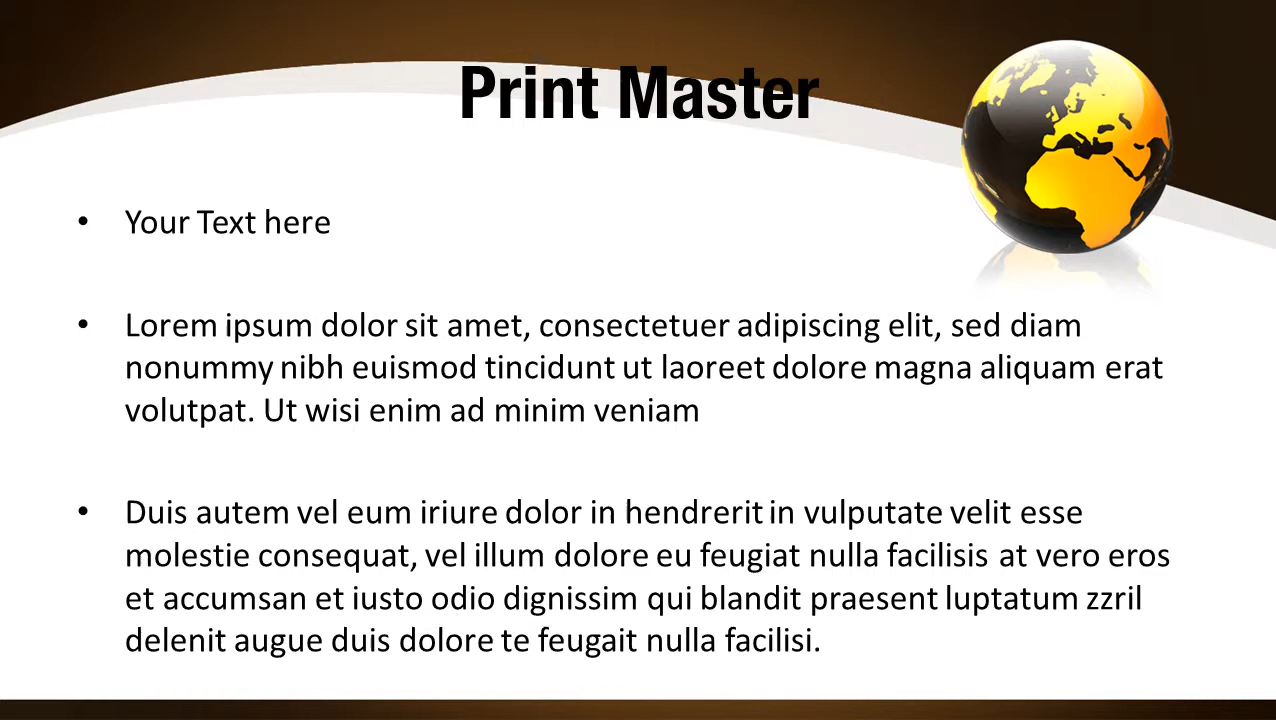 Print Master
• Your Text here
• Lorem ipsum dolor sit amet, consectetuer adipiscing elit, sed diam
nonummy nibh euismod tincidunt ut laoreet dolore magna aliquam erat
volutpat. Ut wisi enim ad minim veniam
• Duis autem vel eum iriure dolor in hendrerit in vulputate velit esse
molestie consequat, vel illum dolore eu feugiat nulla facilisis at vero eros
et accumsan et iusto odio dignissim qui blandit praesent luptatum zzril
delenit augue duis dolore te feugait nulla facilisi.